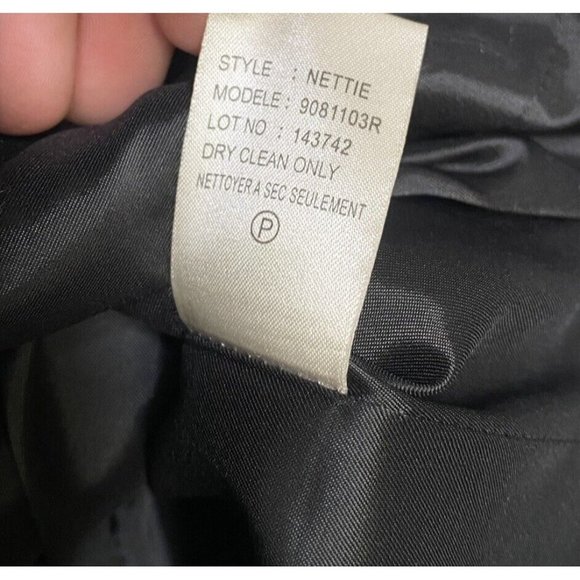 STYLE : NETTIE
MODELE : 9081103R
LOT NO : 143742
DRY CLEAN ONLY
NETTOYER A SEC SEULEMENT
P